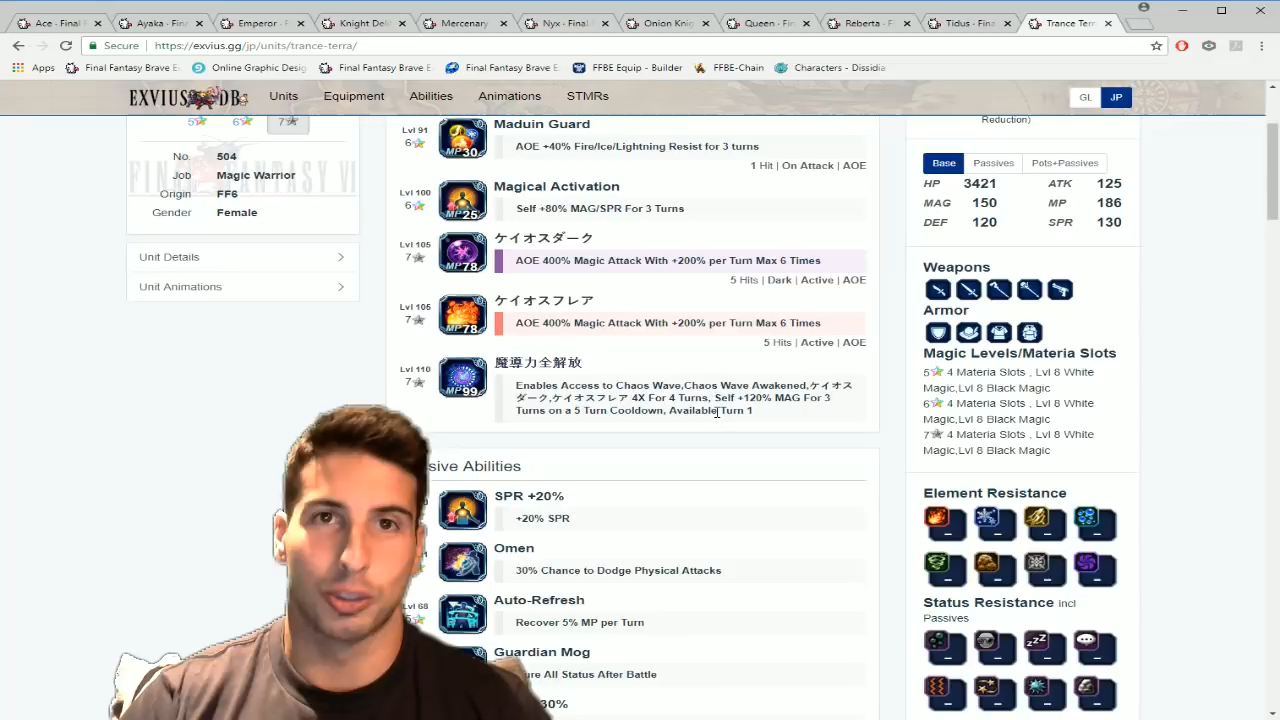 Ace - Final F
Ayaka - Fina
Emperor - F
Knight Deli
Mercenary
Nyx - Final
Onion Knig
Queen - Fin
Reberta - F
Tidus - Fina
Trance Terr
Secure
https://exvius.gg/jp/units/trance-terra/
Apps
Final Fantasy Brave E
Online Graphic Desig
Final Fantasy Brave E
Final Fantasy Brave E
FFBE Equip - Builder
FFBE-Chain
Characters - Dissidia
EXVIUS DB
Units
Equipment
Abilities
Animations
STMRs
GL
JP
5
6
7
No. 504
Job Magic Warrior
Origin FF6
Gender Female
Unit Details
Unit Animations
Lvl 91
6
MP30
Maduin Guard
AOE +40% Fire/Ice/Lightning Resist for 3 turns
1 Hit | On Attack | AOE
Lvl 100
6
MP25
Magical Activation
Self +80% MAG/SPR For 3 Turns
Lvl 105
7
MP78
ケイオスダーク
AOE 400% Magic Attack With +200% per Turn Max 6 Times
5 Hits | Dark | Active | AOE
Lvl 105
7
MP78
ケイオスフレア
AOE 400% Magic Attack With +200% per Turn Max 6 Times
5 Hits | Active | AOE
Lvl 110
7
MP99
魔導力全解放
Enables Access to Chaos Wave,Chaos Wave Awakened,ケイオス
ダーク,ケイオスフレア 4X For 4 Turns, Self +120% MAG For 3
Turns on a 5 Turn Cooldown, Available Turn 1
sive Abilities
SPR +20%
+20% SPR
Omen
30% Chance to Dodge Physical Attacks
Lvl 68
Auto-Refresh
Recover 5% MP per Turn
Guardian Mog
ure All Status After Battle
30%
Reduction)
Base
Passives
Pots+Passives
HP 3421 ATK 125
MAG 150 MP 186
DEF 120 SPR 130
Weapons
Armor
Magic Levels/Materia Slots
5 4 Materia Slots , Lvl 8 White
Magic,Lvl 8 Black Magic
6 4 Materia Slots , Lvl 8 White
Magic,Lvl 8 Black Magic
7 4 Materia Slots , Lvl 8 White
Magic,Lvl 8 Black Magic
Element Resistance
Status Resistance incl
Passives